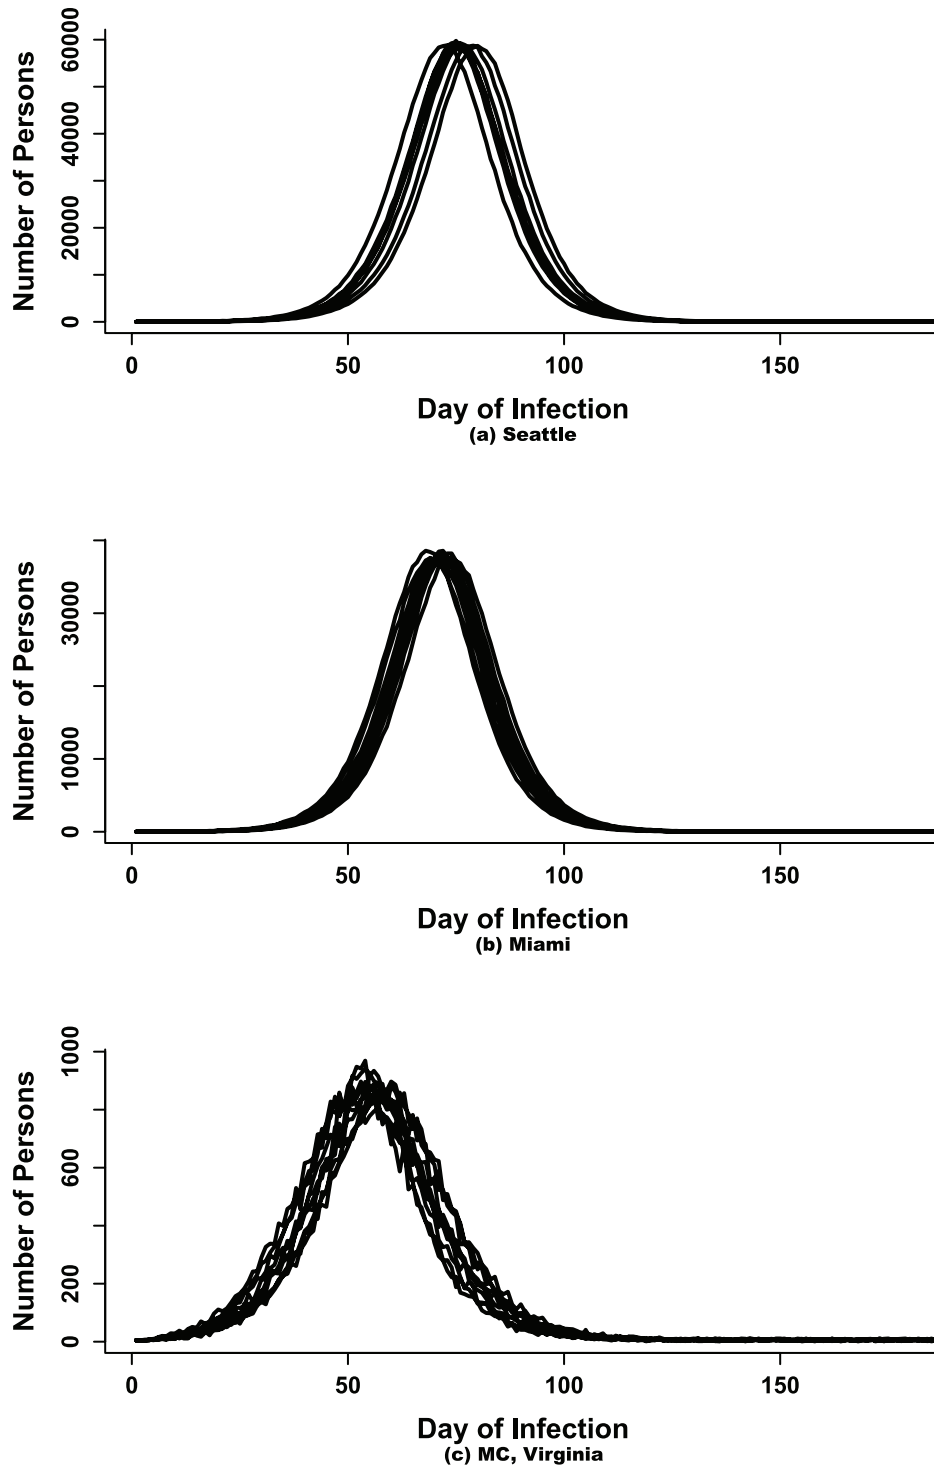 Number of Persons
60000
40000
20000
0
0 50 100 150
Day of Infection
(a) Seattle
Number of Persons
30000
10000
0
0 50 100 150
Day of Infection
(b) Miami
Number of Persons
1000
600
200
0
0 50 100 150
Day of Infection
(c) MC, Virginia